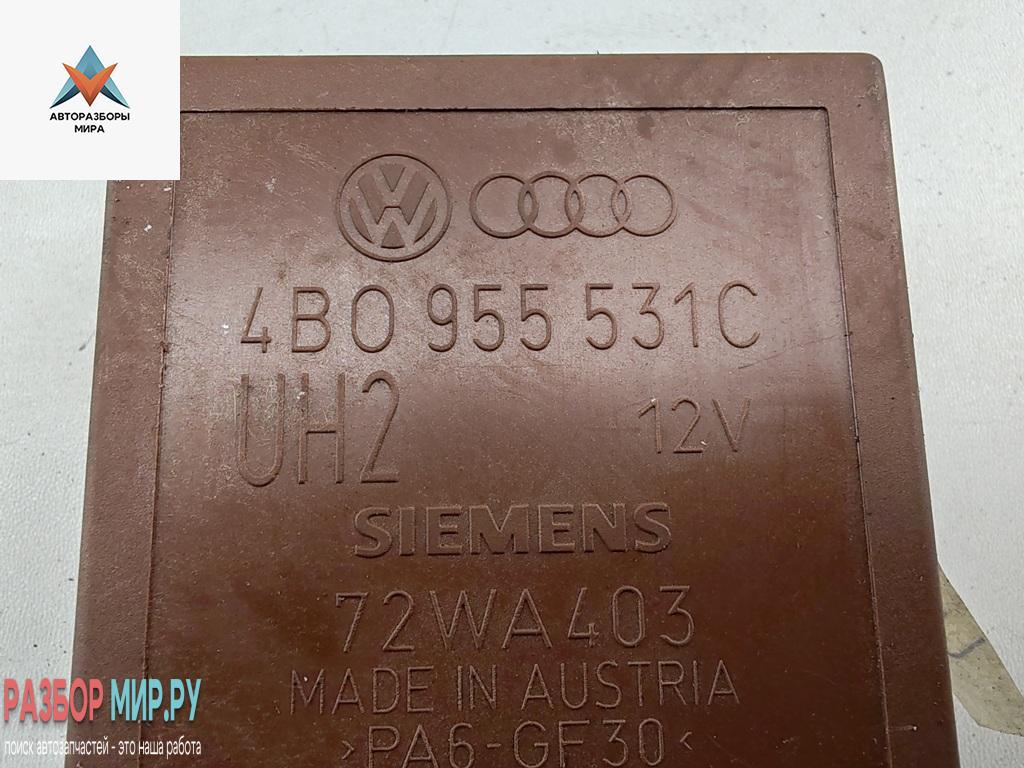 АВТОРАЗБОРЫ
МИРА
4B0 955 531C
UH2 12V
SIEMENS
72WA403
MADE IN AUSTRIA
>PA6-GF30<
РАЗБОР МИР.РУ
поиск автозапчастей - это наша работа